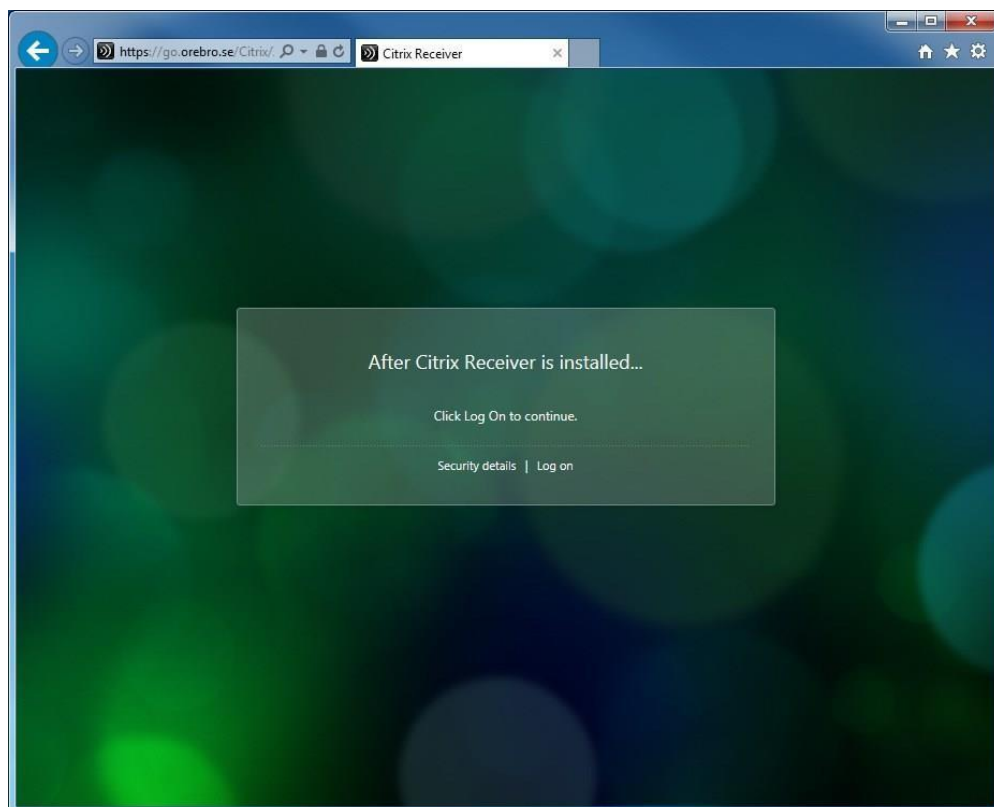 https://go.orebro.se/Citrix/.
Citrix Receiver
After Citrix Receiver is installed...
Click Log On to continue.
Security details | Log on